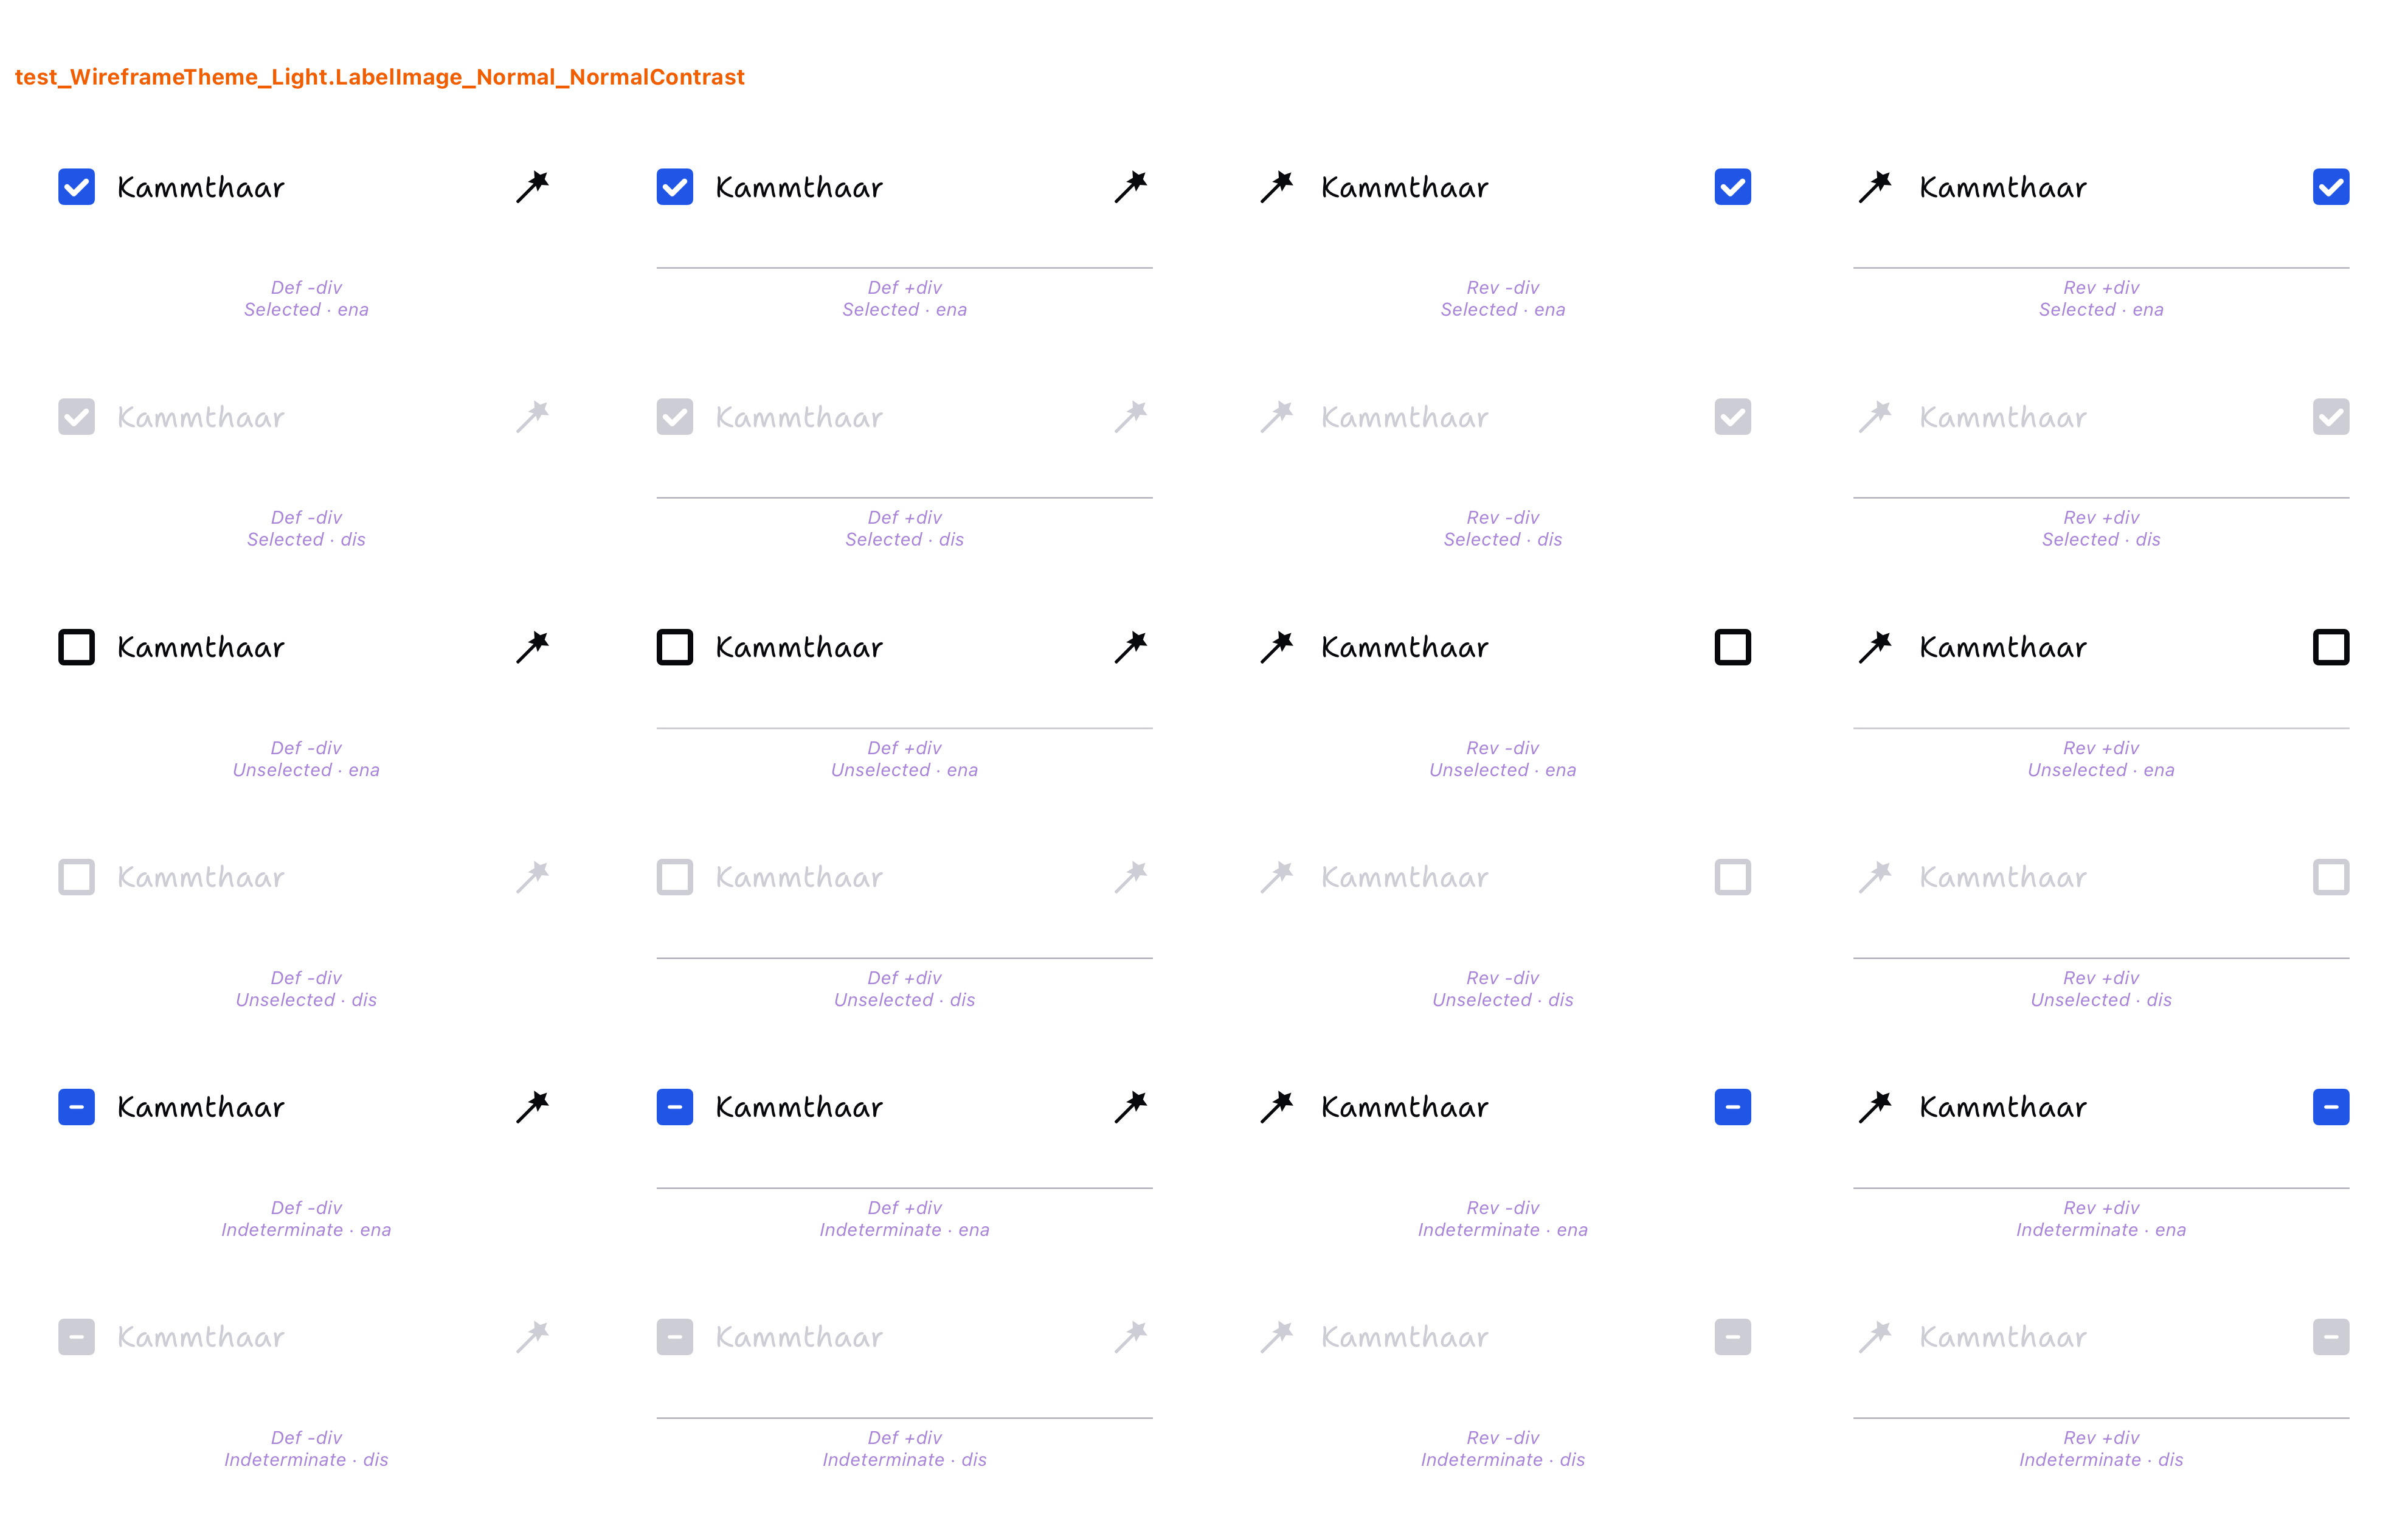 test_WireframeTheme_Light.LabelImage_Normal_NormalContrast
Kammthaar Kammthaar Kammthaar Kammthaar
Def -div Def +div Rev -div Rev +div
Selected · ena Selected · ena Selected · ena Selected · ena
Kammthaar Kammthaar Kammthaar Kammthaar
Def -div Def +div Rev -div Rev +div
Selected · dis Selected · dis Selected · dis Selected · dis
Kammthaar Kammthaar Kammthaar Kammthaar
Def -div Def +div Rev -div Rev +div
Unselected · ena Unselected · ena Unselected · ena Unselected · ena
Kammthaar Kammthaar Kammthaar Kammthaar
Def -div Def +div Rev -div Rev +div
Unselected · dis Unselected · dis Unselected · dis Unselected · dis
Kammthaar Kammthaar Kammthaar Kammthaar
Def -div Def +div Rev -div Rev +div
Indeterminate · ena Indeterminate · ena Indeterminate · ena Indeterminate · ena
Kammthaar Kammthaar Kammthaar Kammthaar
Def -div Def +div Rev -div Rev +div
Indeterminate · dis Indeterminate · dis Indeterminate · dis Indeterminate · dis